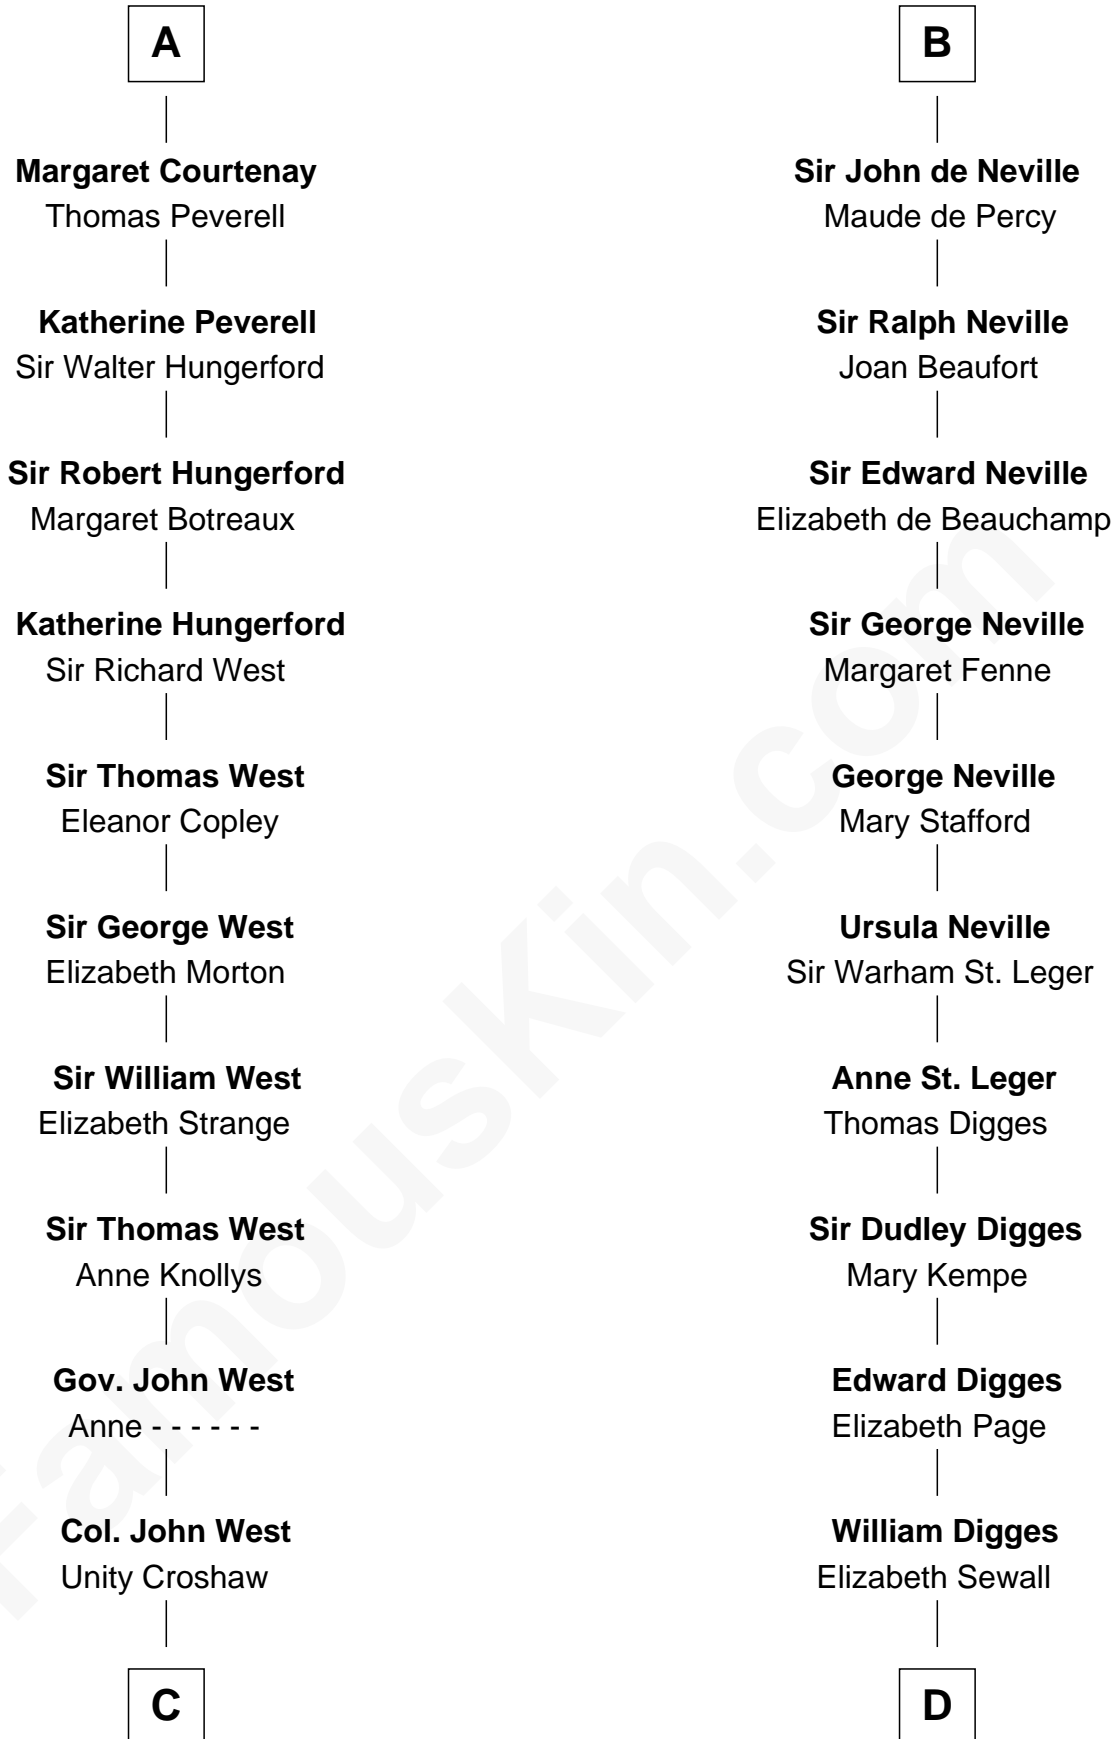 A
Margaret Courtenay
Thomas Peverell
Katherine Peverell
Sir Walter Hungerford
Sir Robert Hungerford
Margaret Botreaux
Katherine Hungerford
Sir Richard West
Sir Thomas West
Eleanor Copley
Sir George West
Elizabeth Morton
Sir William West
Elizabeth Strange
Sir Thomas West
Anne Knollys
Gov. John West
Anne - - - - - -
Col. John West
Unity Croshaw
C
B
Sir John de Neville
Maude de Percy
Sir Ralph Neville
Joan Beaufort
Sir Edward Neville
Elizabeth de Beauchamp
Sir George Neville
Margaret Fenne
George Neville
Mary Stafford
Ursula Neville
Sir Warham St. Leger
Anne St. Leger
Thomas Digges
Sir Dudley Digges
Mary Kempe
Edward Digges
Elizabeth Page
William Digges
Elizabeth Sewall
D
FamousKin.com